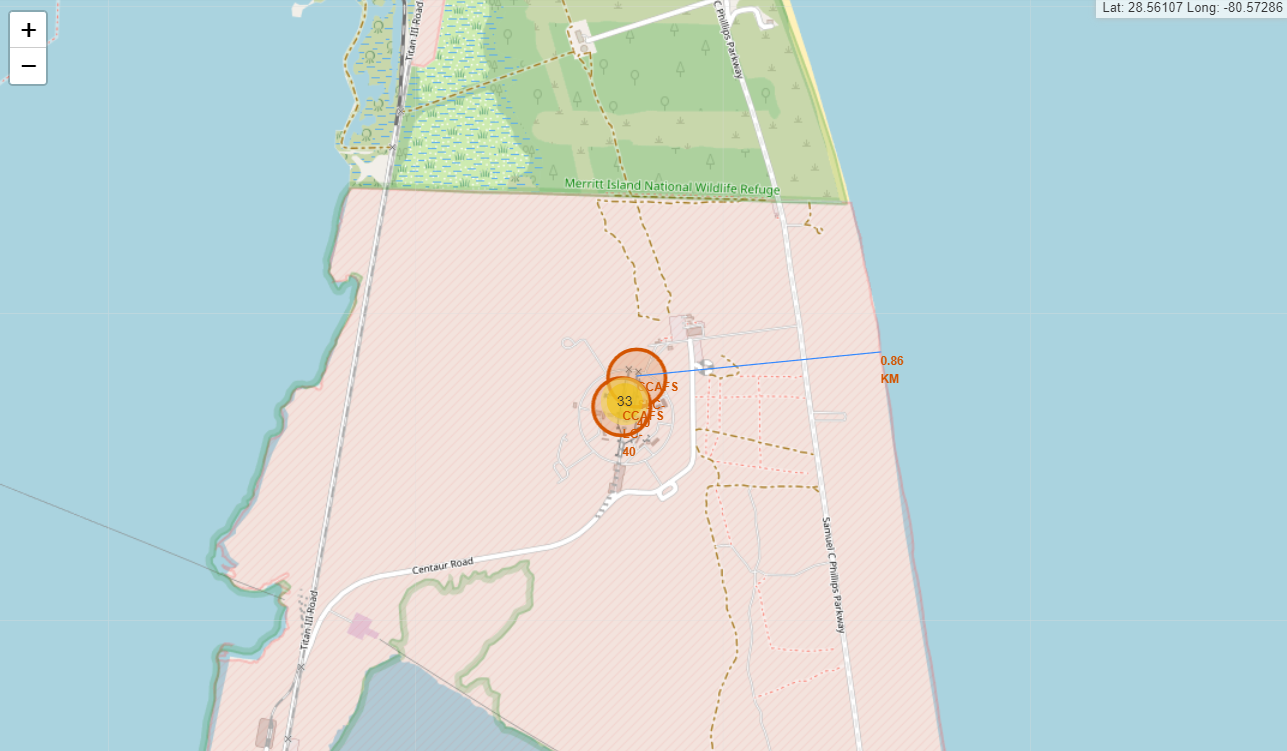 +
−
Lat: 28.56107 Long: -80.57286
Titan III Road
C Phillips Parkway
Merritt Island National Wildlife Refuge
0.86
KM
33
CCAFS
CCAFS
40
40
Centaur Road
Samuel C Phillips Parkway
Titan III Road